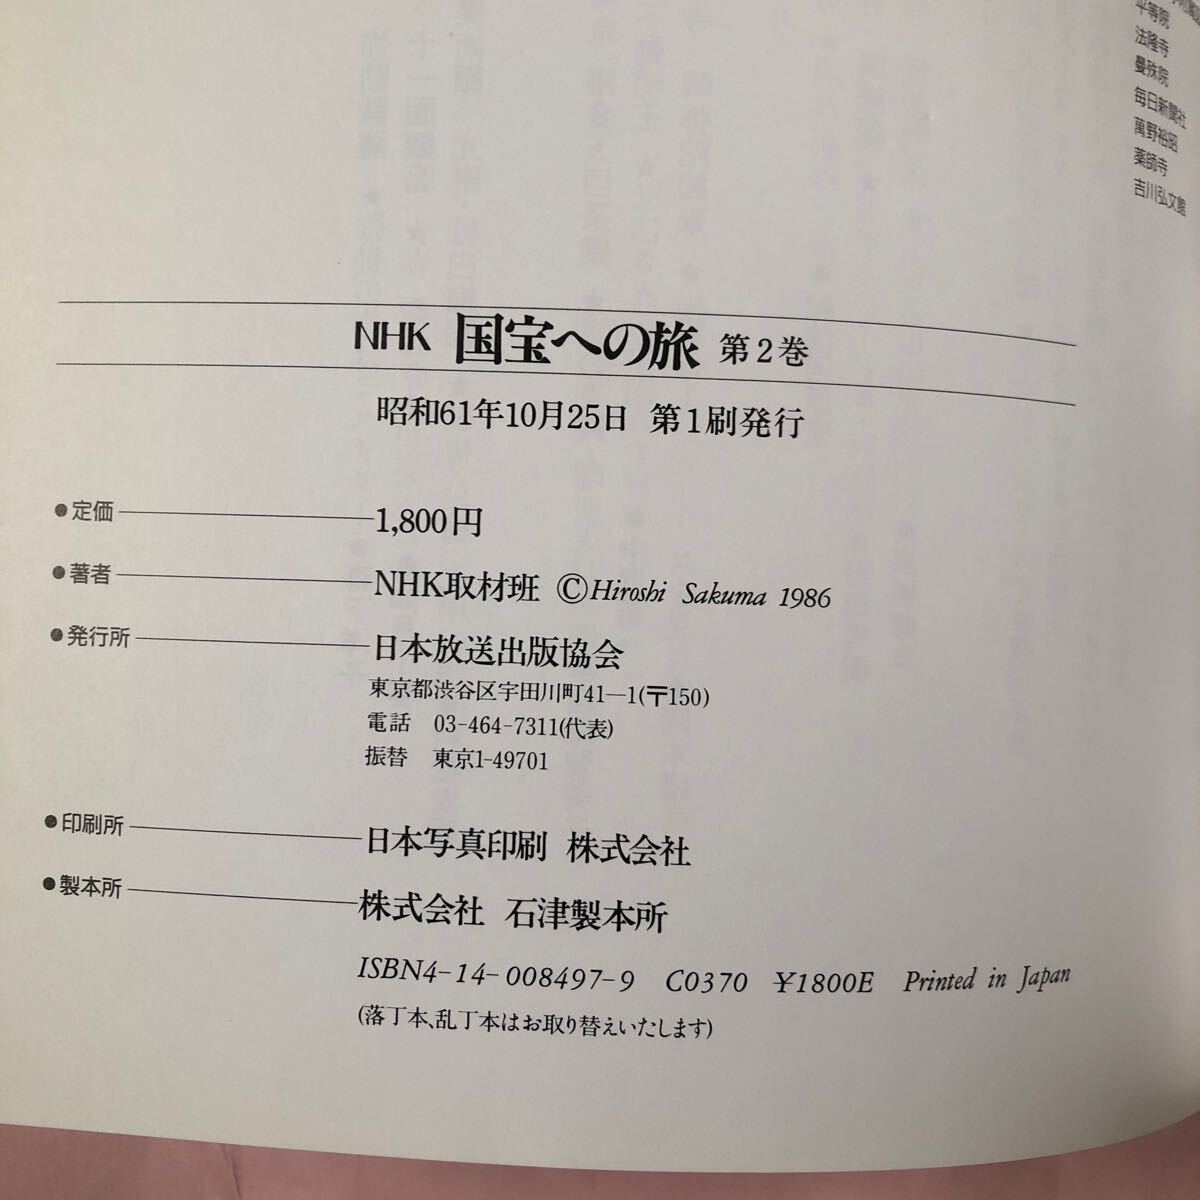 平等院
法隆寺
曼殊院
毎日新聞社
萬野裕昭
薬師寺
吉川弘文館
NHK 国宝への旅 第2巻
昭和61年10月25日 第1刷発行
●定価 1,800円
●著者 NHK取材班 ©Hiroshi Sakuma 1986
●発行所 日本放送出版協会
東京都渋谷区宇田川町41—1(〒150)
電話 03-464-7311(代表)
振替 東京1-49701
●印刷所 日本写真印刷 株式会社
●製本所 株式会社 石津製本所
ISBN4-14-008497-9 C0370 ¥1800E Printed in Japan
(落丁本、乱丁本はお取り替えいたします)